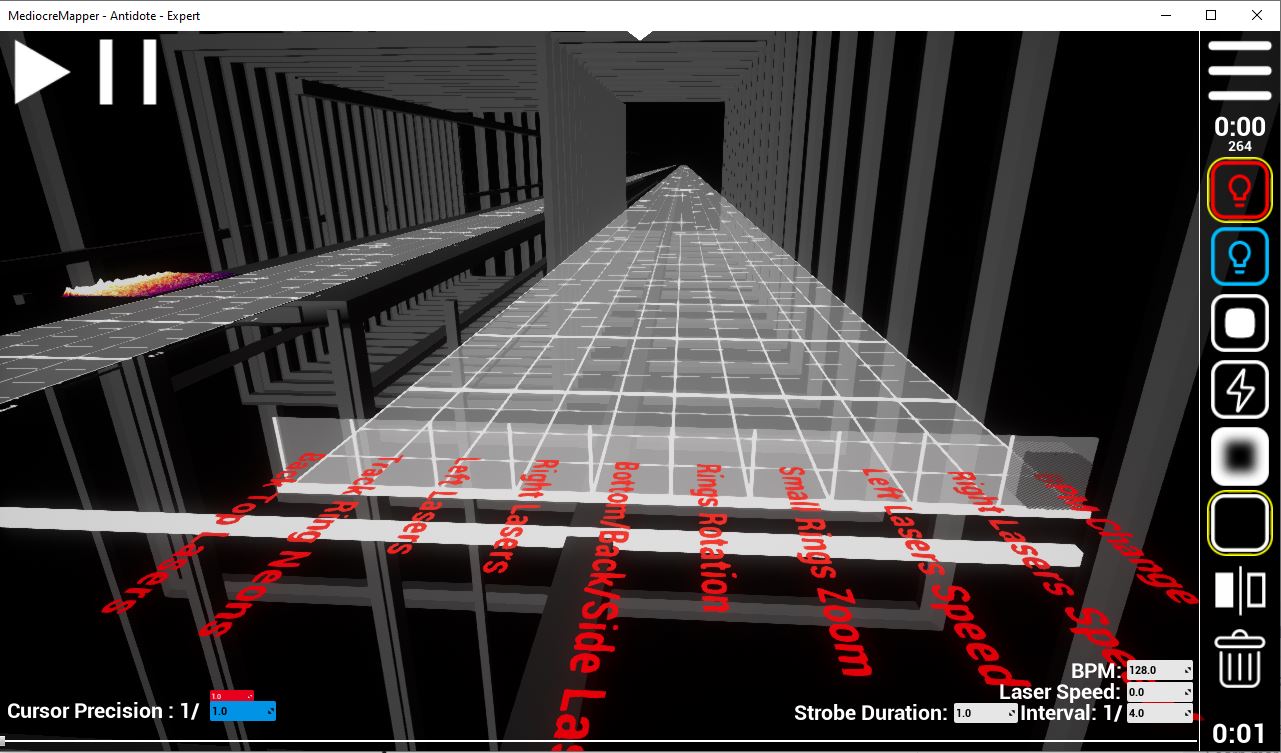 MediocreMapper - Antidote - Expert
0:00
264
Back Top Lasers
Track Ring Neons
Left Lasers
Right Lasers
Bottom/Back/Side Las
Rings Rotation
Small Rings Zoom
Left Lasers Speed
Right Lasers Spe
Change
BPM: 128.0
Laser Speed: 0.0
Strobe Duration: 1.0 Interval: 1/ 4.0
1.0
Cursor Precision : 1/ 1.0
0:01